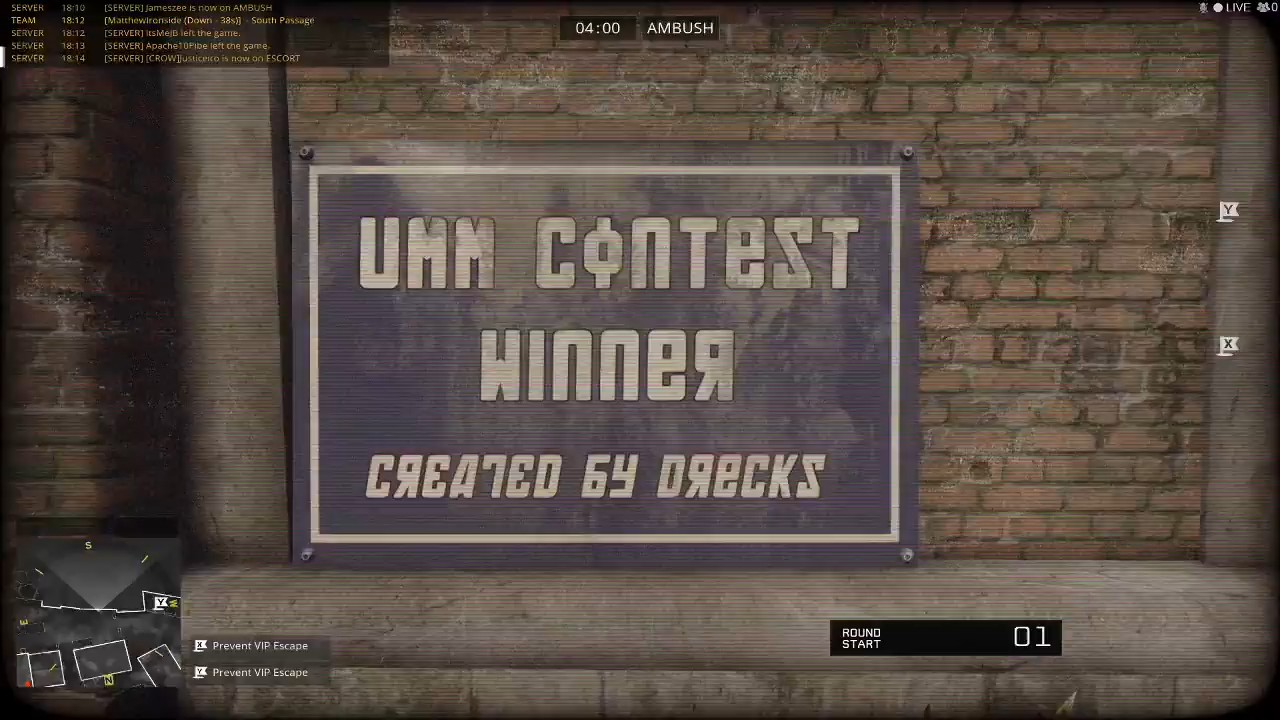 SERVER 18:10 [SERVER] Jameszee is now on AMBUSH
TEAM 18:12 [MatthewIronside (Down - 38s)] - South Passage
SERVER 18:12 [SERVER] ItsMeJB left the game.
SERVER 18:13 [SERVER] Apache10Pibe left the game.
SERVER 18:14 [SERVER] [CROW]Justiceiro is now on ESCORT
04:00 AMBUSH
LIVE 0
UMM CONTEST
WINNER
CREATED BY DRECKS
Y
X
S
Y
E
N
X Prevent VIP Escape
Y Prevent VIP Escape
ROUND START 01